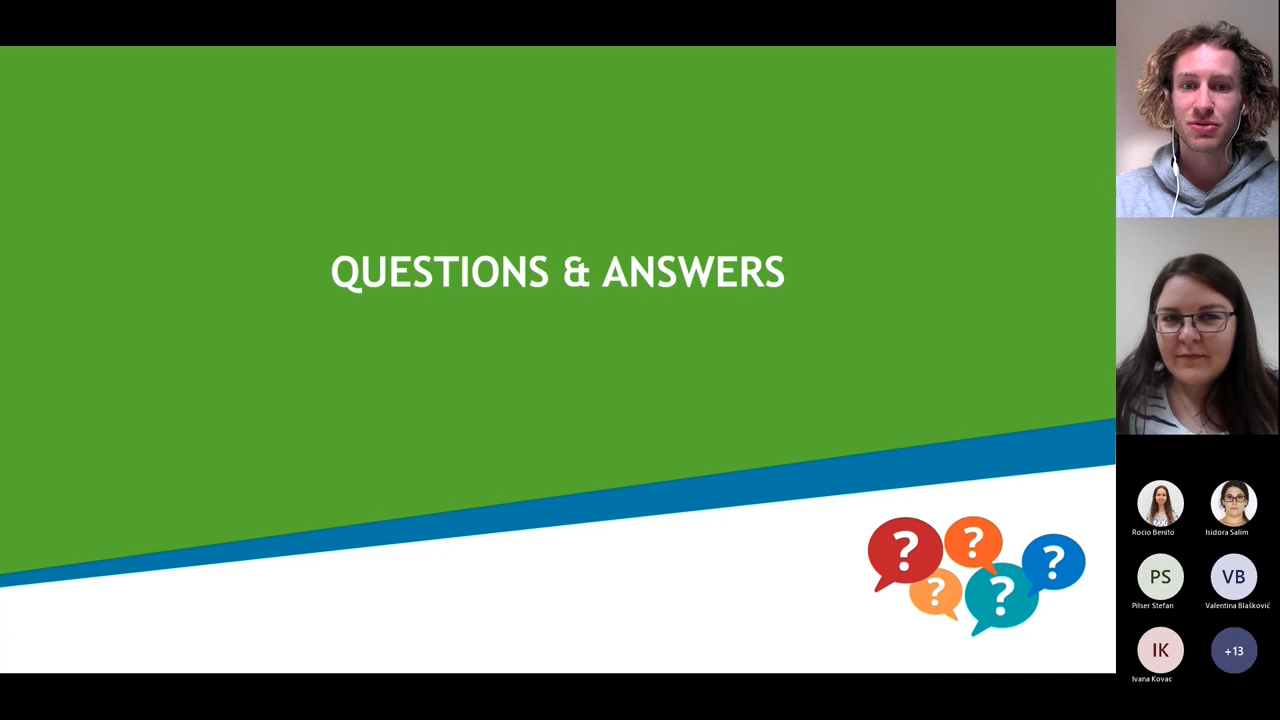 QUESTIONS & ANSWERS
? ? ? ? ?
Rocio Benito
Isidora Salim
PS
VB
Pilser Stefan
Valentina Blašković
IK
+13
Ivana Kovac